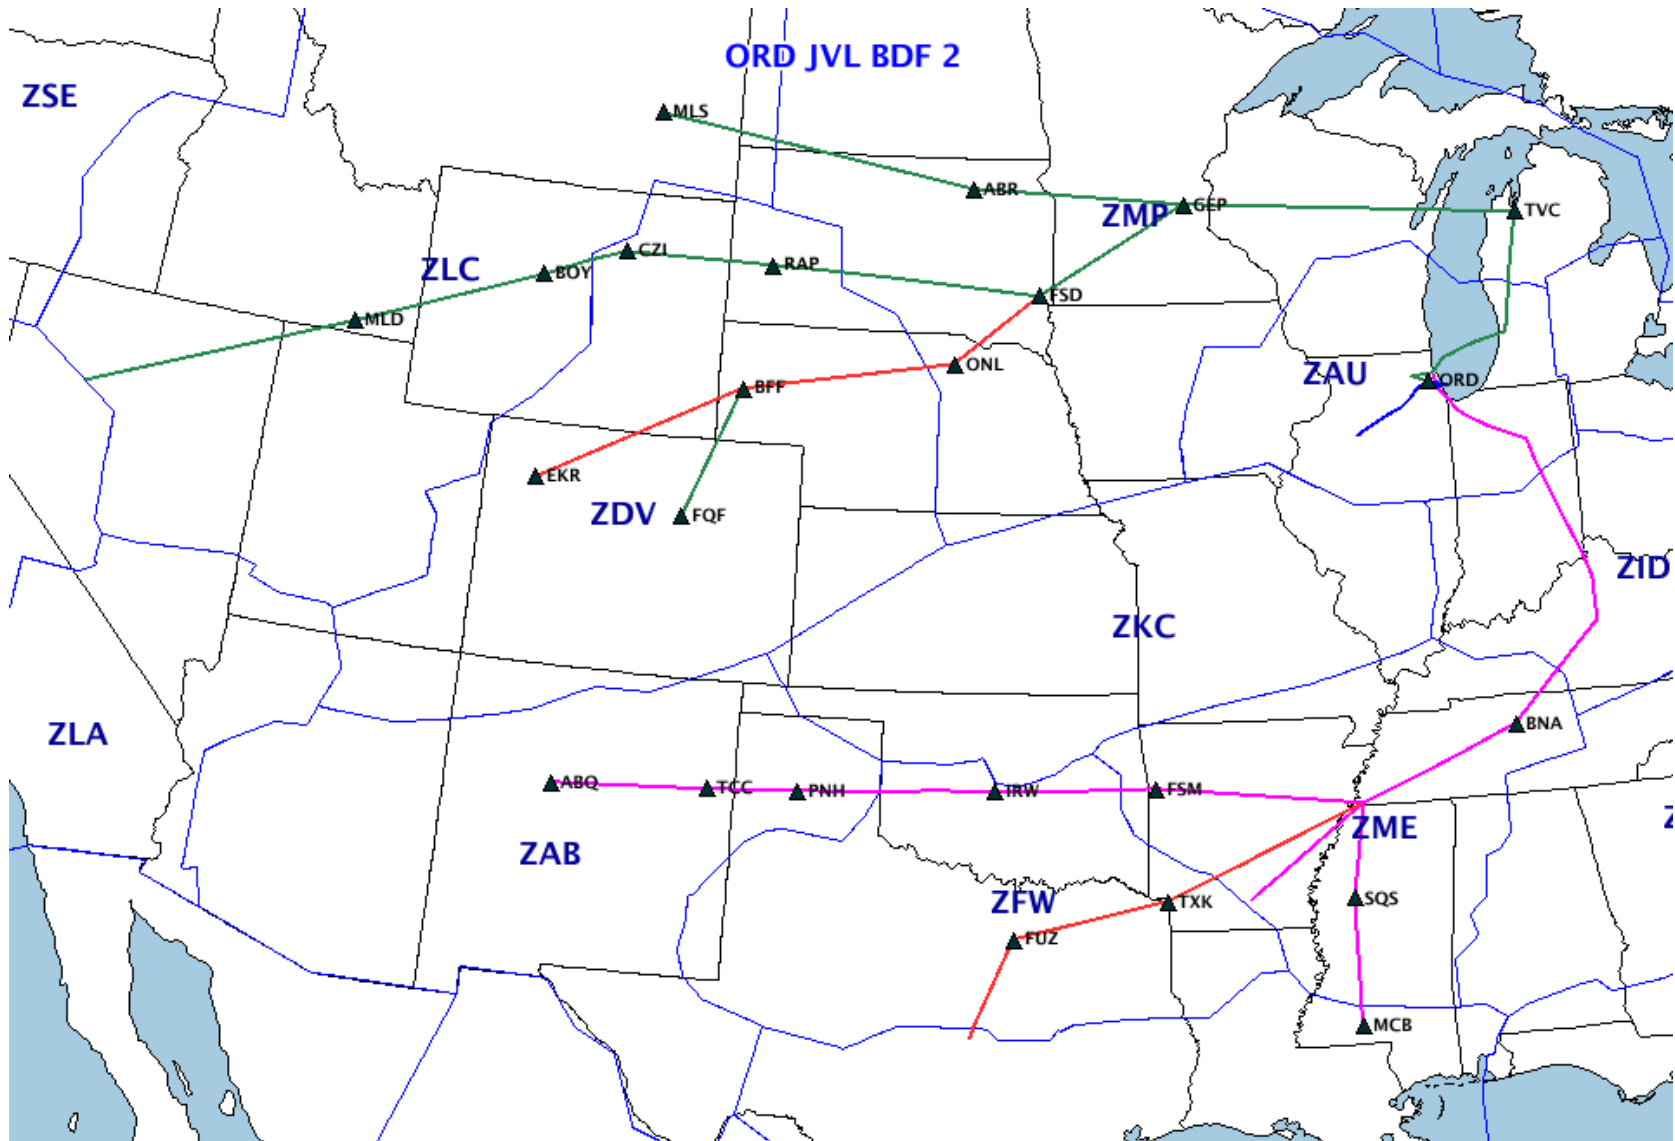 ORD JVL BDF 2
ZSE
MLS
ABR
ZMP
GEP
TVC
CZI
RAP
ZLC
BOY
FSD
MLD
ONL
ZAU
ORD
BFF
EKR
ZDV
FQF
ZID
ZKC
BNA
ZLA
ABQ
TCC
PNH
IRW
FSM
ZME
Z
ZAB
ZFW
TXK
SQS
FUZ
MCB